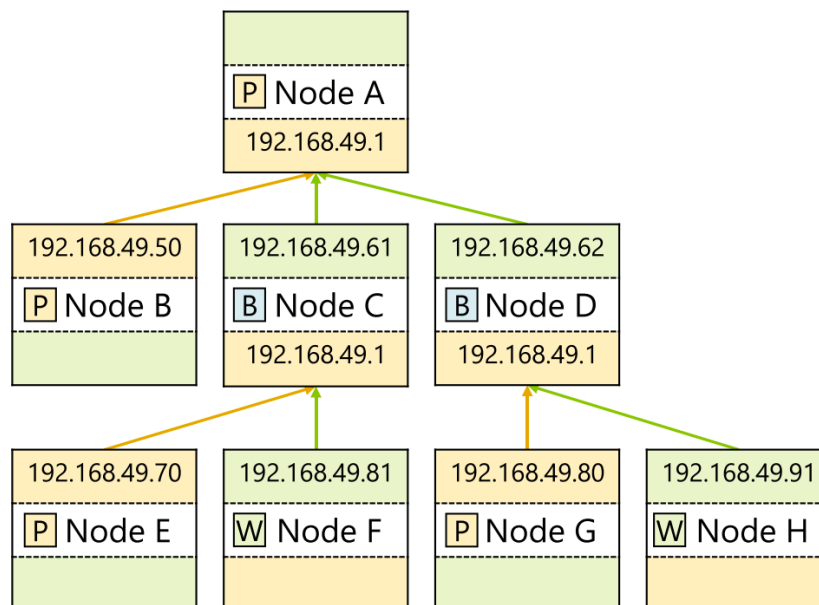 P Node A
192.168.49.1
192.168.49.50
P Node B
192.168.49.61
B Node C
192.168.49.1
192.168.49.62
B Node D
192.168.49.1
192.168.49.70
P Node E
192.168.49.81
W Node F
192.168.49.80
P Node G
192.168.49.91
W Node H